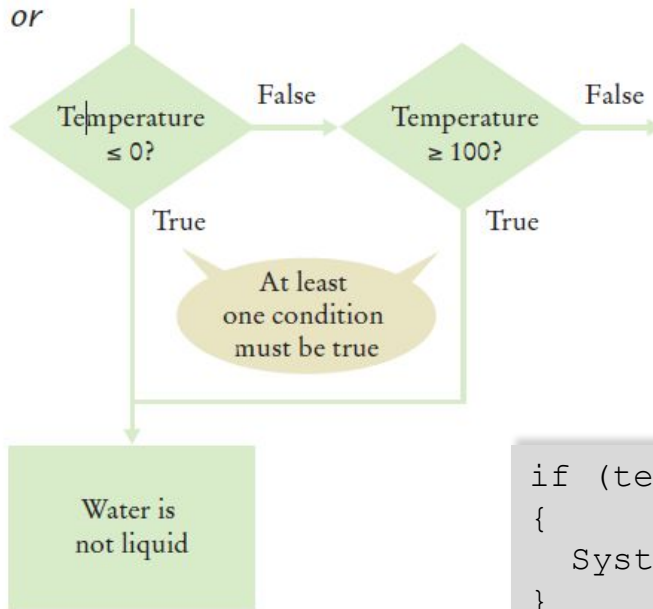 or
Temperature
≤ 0?
False
Temperature
≥ 100?
False
True
True
At least
one condition
must be true
Water is
not liquid
if (te
{
Syst
}